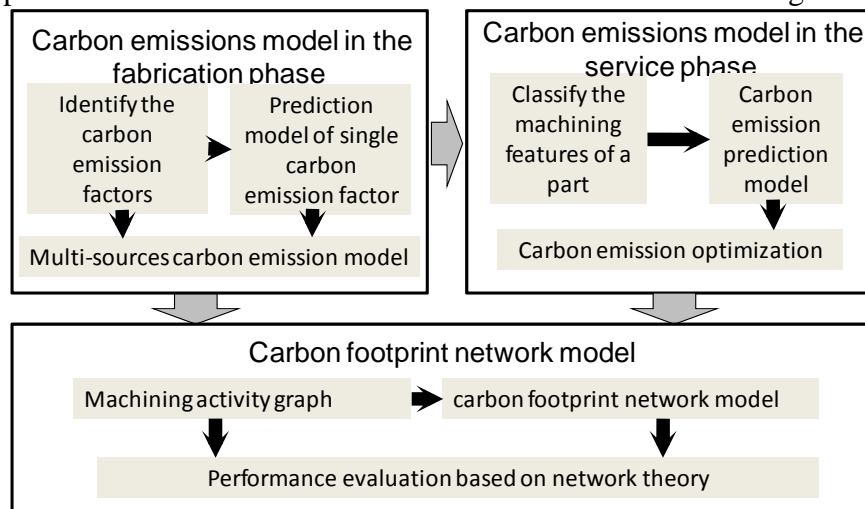 Carbon emissions model in the
fabrication phase
Identify the
carbon
emission
factors
Prediction
model of single
carbon
emission factor
Multi-sources carbon emission model
Carbon emissions model in the
service phase
Classify the
machining
features of a
part
Carbon
emission
prediction
model
Carbon emission optimization
Carbon footprint network model
Machining activity graph
carbon footprint network model
Performance evaluation based on network theory